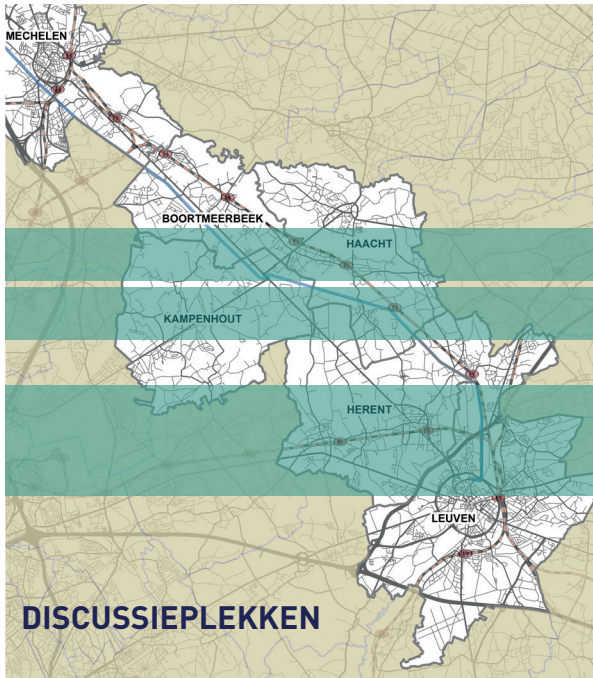 MECHELEN
BOORTMEERBEEK
HAACHT
KAMPENHOUT
HERENT
LEUVEN
DISCUSSIEPLEKKEN